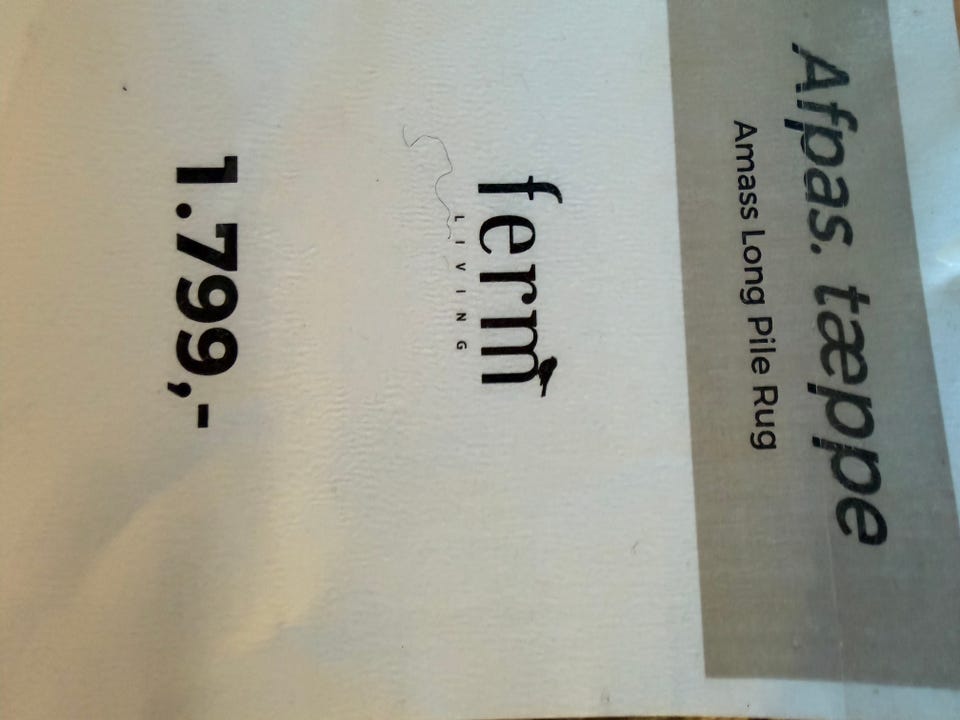 Afpas. tæppe
Amass Long Pile Rug
ferm
LIVING
1.799,-